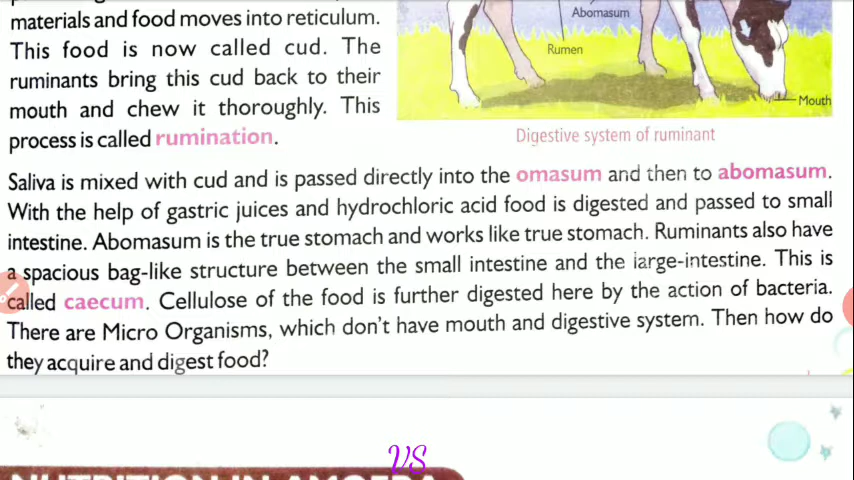 materials and food moves into reticulum.
This food is now called cud. The
ruminants bring this cud back to their
mouth and chew it thoroughly. This
process is called rumination.
Abomasum
Rumen
Mouth
Digestive system of ruminant
Saliva is mixed with cud and is passed directly into the omasum and then to abomasum.
With the help of gastric juices and hydrochloric acid food is digested and passed to small
intestine. Abomasum is the true stomach and works like true stomach. Ruminants also have
a spacious bag-like structure between the small intestine and the large-intestine. This is
called caecum. Cellulose of the food is further digested here by the action of bacteria.
There are Micro Organisms, which don't have mouth and digestive system. Then how do
they acquire and digest food?
VS
NUTRITION IN AMOEBA